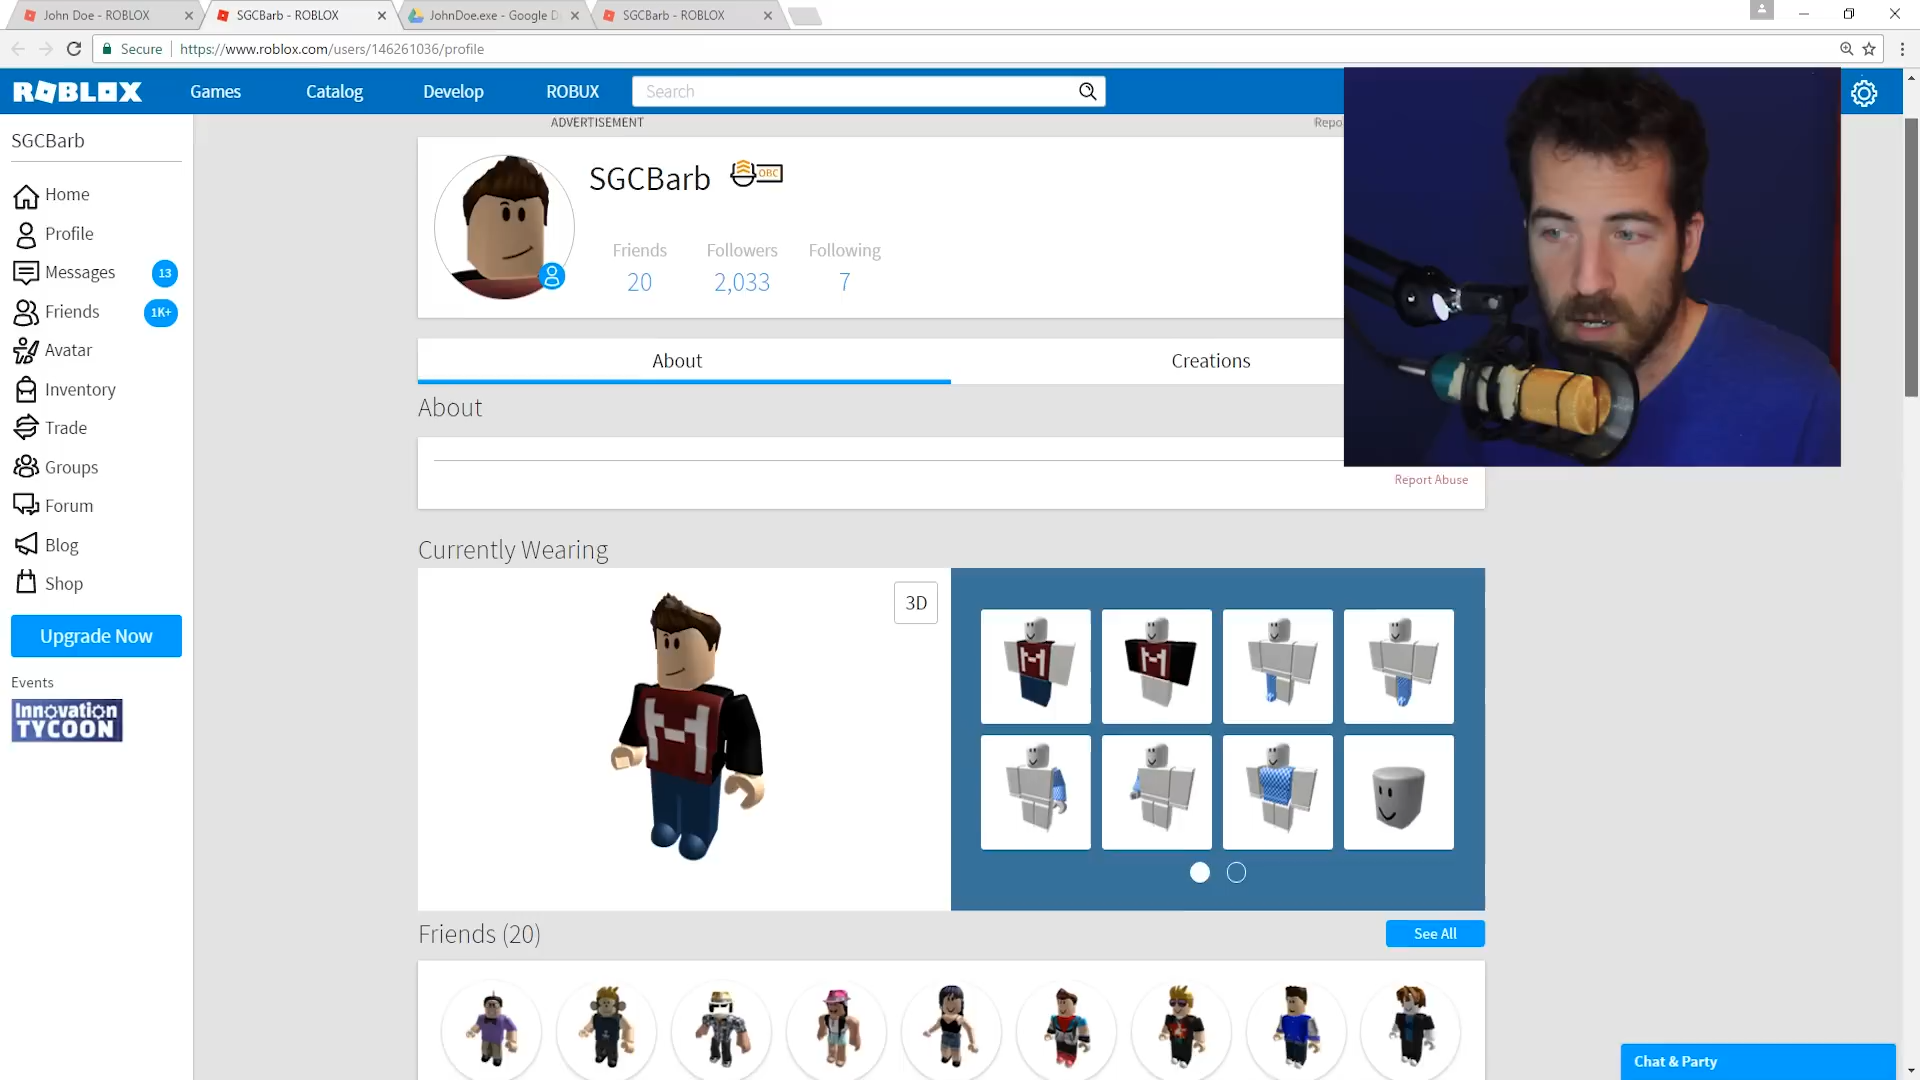 John Doe - ROBLOX
SGCBarb - ROBLOX
JohnDoe.exe - Google D
SGCBarb - ROBLOX
Secure
https://www.roblox.com/users/146261036/profile
ROBLOX
Games
Catalog
Develop
ROBUX
Search
ADVERTISEMENT
Repo
SGCBarb
Home
Profile
Messages
13
Friends
1K+
Avatar
Inventory
Trade
Groups
Forum
Blog
Shop
Upgrade Now
Events
Innovation
TYCOON
SGCBarb
OBC
Friends
Followers
Following
20
2,033
7
About
Creations
About
Report Abuse
Currently Wearing
3D
Friends (20)
See All
Chat & Party